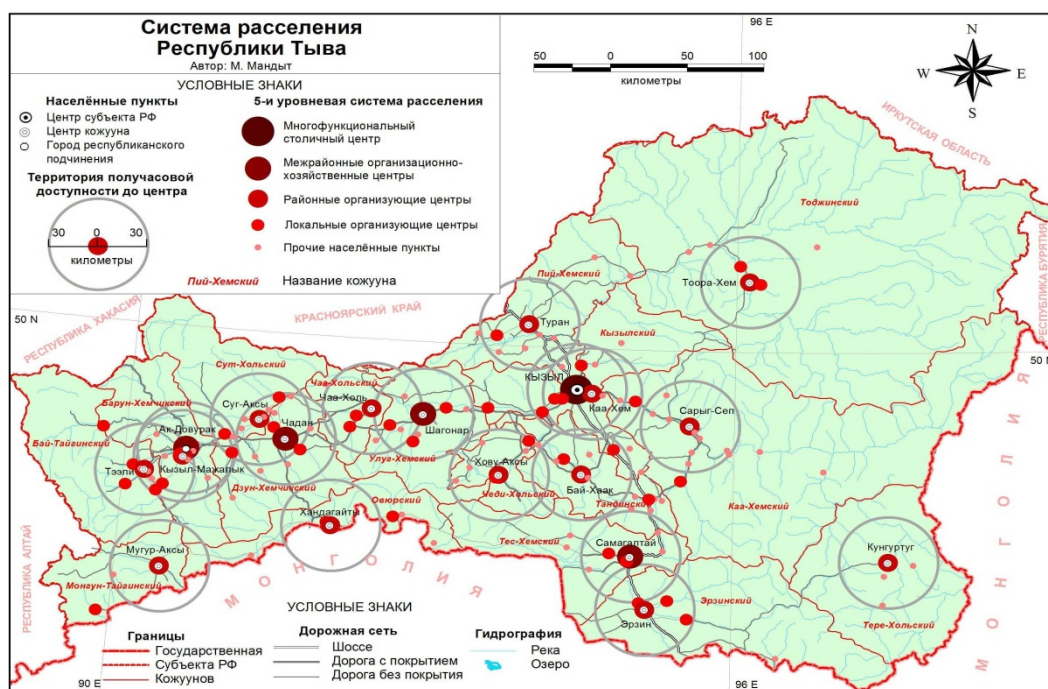 Система расселения
Республики Тыва
Автор: М. Мандыт
УСЛОВНЫЕ ЗНАКИ
Населённые пункты
Центр субъекта РФ
Центр кожууна
Город республиканского
подчинения
Территория получасовой
доступности до центра
30 0 30
километры
5-и уровневая система расселения
Многофункциональный
столичный центр
Межрайонные организационно-
хозяйственные центры
Районные организующие центры
Локальные организующие центры
Прочие населённые пункты
Пий-Хемский Название кожууна
50 0 50 100
километры
96 E
N
W E
S
ИРКУТСКАЯ ОБЛАСТЬ
РЕСПУБЛИКА БУРЯТИЯ
РЕСПУБЛИКА ХАКАСИЯ
КРАСНОЯРСКИЙ КРАЙ
50 N
50 N
Тоджинский
Пий-Хемский
Тоора-Хем
Туран
Кызылский
Сут-Хольский
Чаа-Хольский
КЫЗЫЛ
Каа-Хем
Барун-Хемчикский
Суг-Аксы
Чаа-Холь
Сарыг-Сеп
Шагонар
Ак-Довурак
Чадан
Бай-Тайгинский
Улуг-Хемский
Тээли
Кызыл-Мажалык
Хову-Аксы
Бай-Хаак
Дзун-Хемчикский
Чеди-Хольский
Овюрский
Тандинский
Каа-Хемский
Хандагайты
Тес-Хемский
Самагалтай
Мугур-Аксы
Кунгуртуг
РЕСПУБЛИКА АЛТАЙ
Монгун-Тайгинский
МОНГОЛИЯ
МОНГОЛИЯ
Эрзинский
Эрзин
Тере-Хольский
УСЛОВНЫЕ ЗНАКИ
Границы
Государственная
Субъекта РФ
Кожуунов
Дорожная сеть
Шоссе
Дорога с покрытием
Дорога без покрытия
Гидрография
Река
Озеро
90 E
96 E